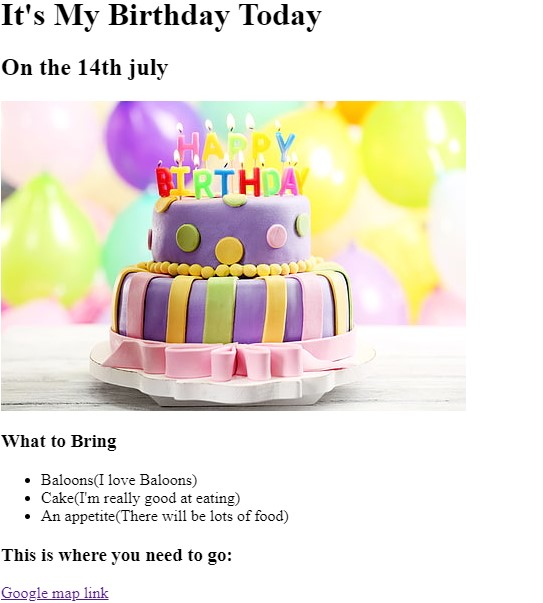 It's My Birthday Today
On the 14th july
HAPPY
BIRTHDAY
What to Bring
Baloons(I love Baloons)
Cake(I'm really good at eating)
An appetite(There will be lots of food)
This is where you need to go:
Google map link